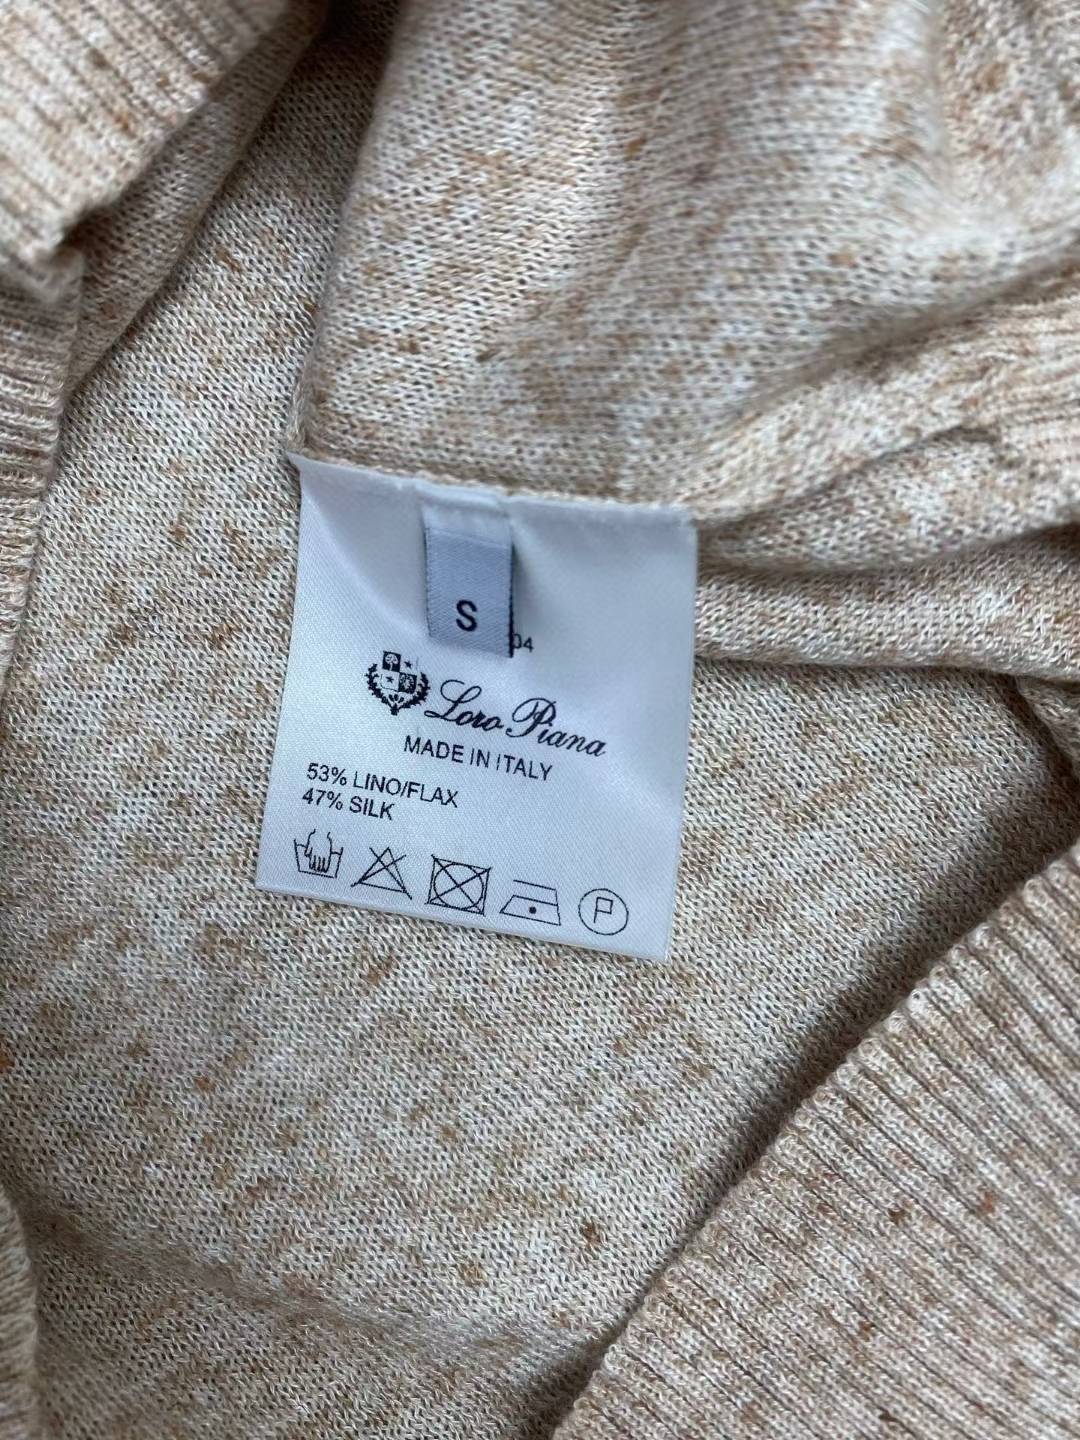 S
04
Loro Piana
MADE IN ITALY
53% LINO/FLAX
47% SILK
P